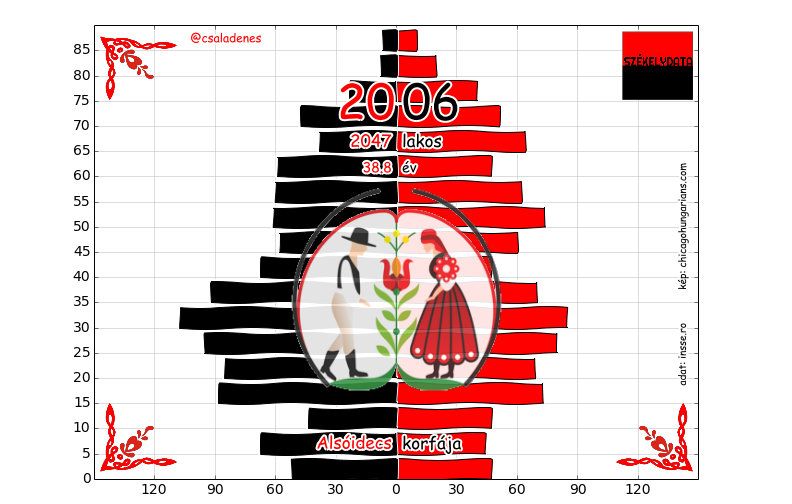 @csaladenes
SZÉKELYDATA
2006
2047 lakos
38.8 év
kép: chicagohungarians.com
adat: insse.ro
Alsóidecs korfája
85
80
75
70
65
60
55
50
45
40
35
30
25
20
15
10
5
0
120 90 60 30 0 30 60 90 120